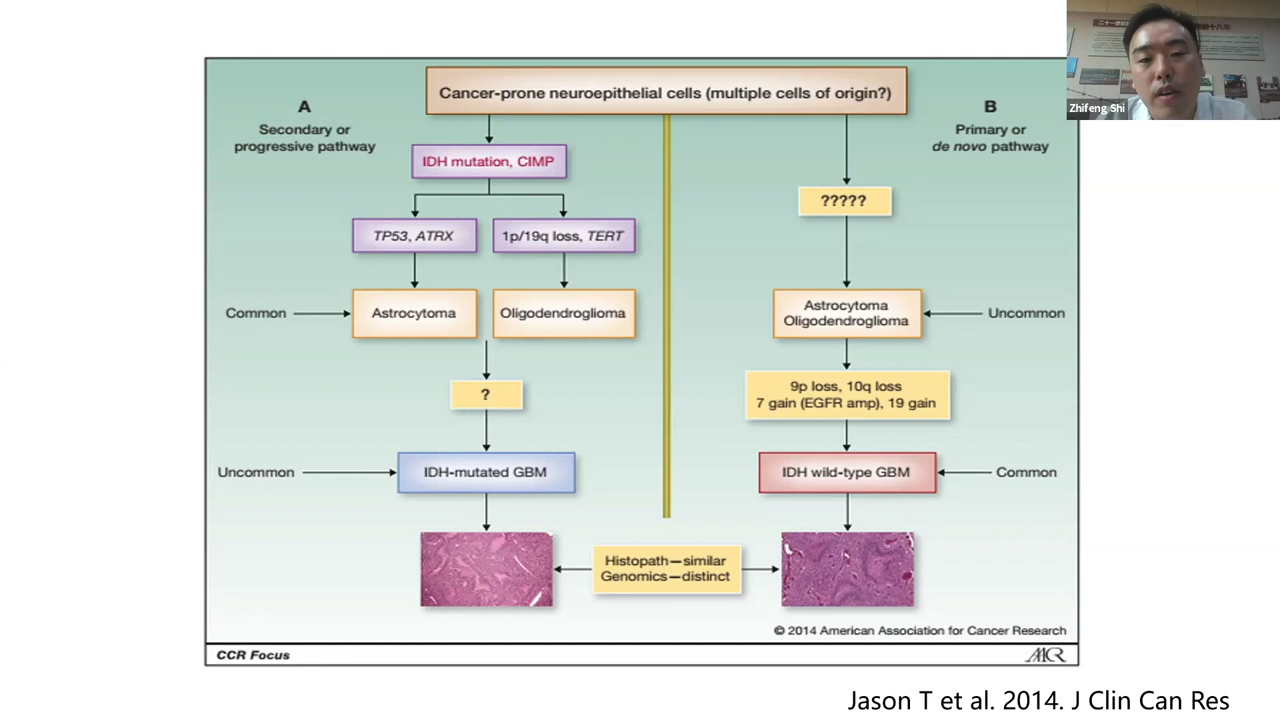 Cancer-prone neuroepithelial cells (multiple cells of origin?)
A
Secondary or
progressive pathway
B
Primary or
de novo pathway
IDH mutation, CIMP
?????
TP53, ATRX
1p/19q loss, TERT
Common
Astrocytoma
Oligodendroglioma
Astrocytoma
Oligodendroglioma
Uncommon
?
9p loss, 10q loss
7 gain (EGFR amp), 19 gain
Uncommon
IDH-mutated GBM
IDH wild-type GBM
Common
Histopath—similar
Genomics—distinct
© 2014 American Association for Cancer Research
CCR Focus
AACR
Jason T et al. 2014. J Clin Can Res
Zhifeng Shi